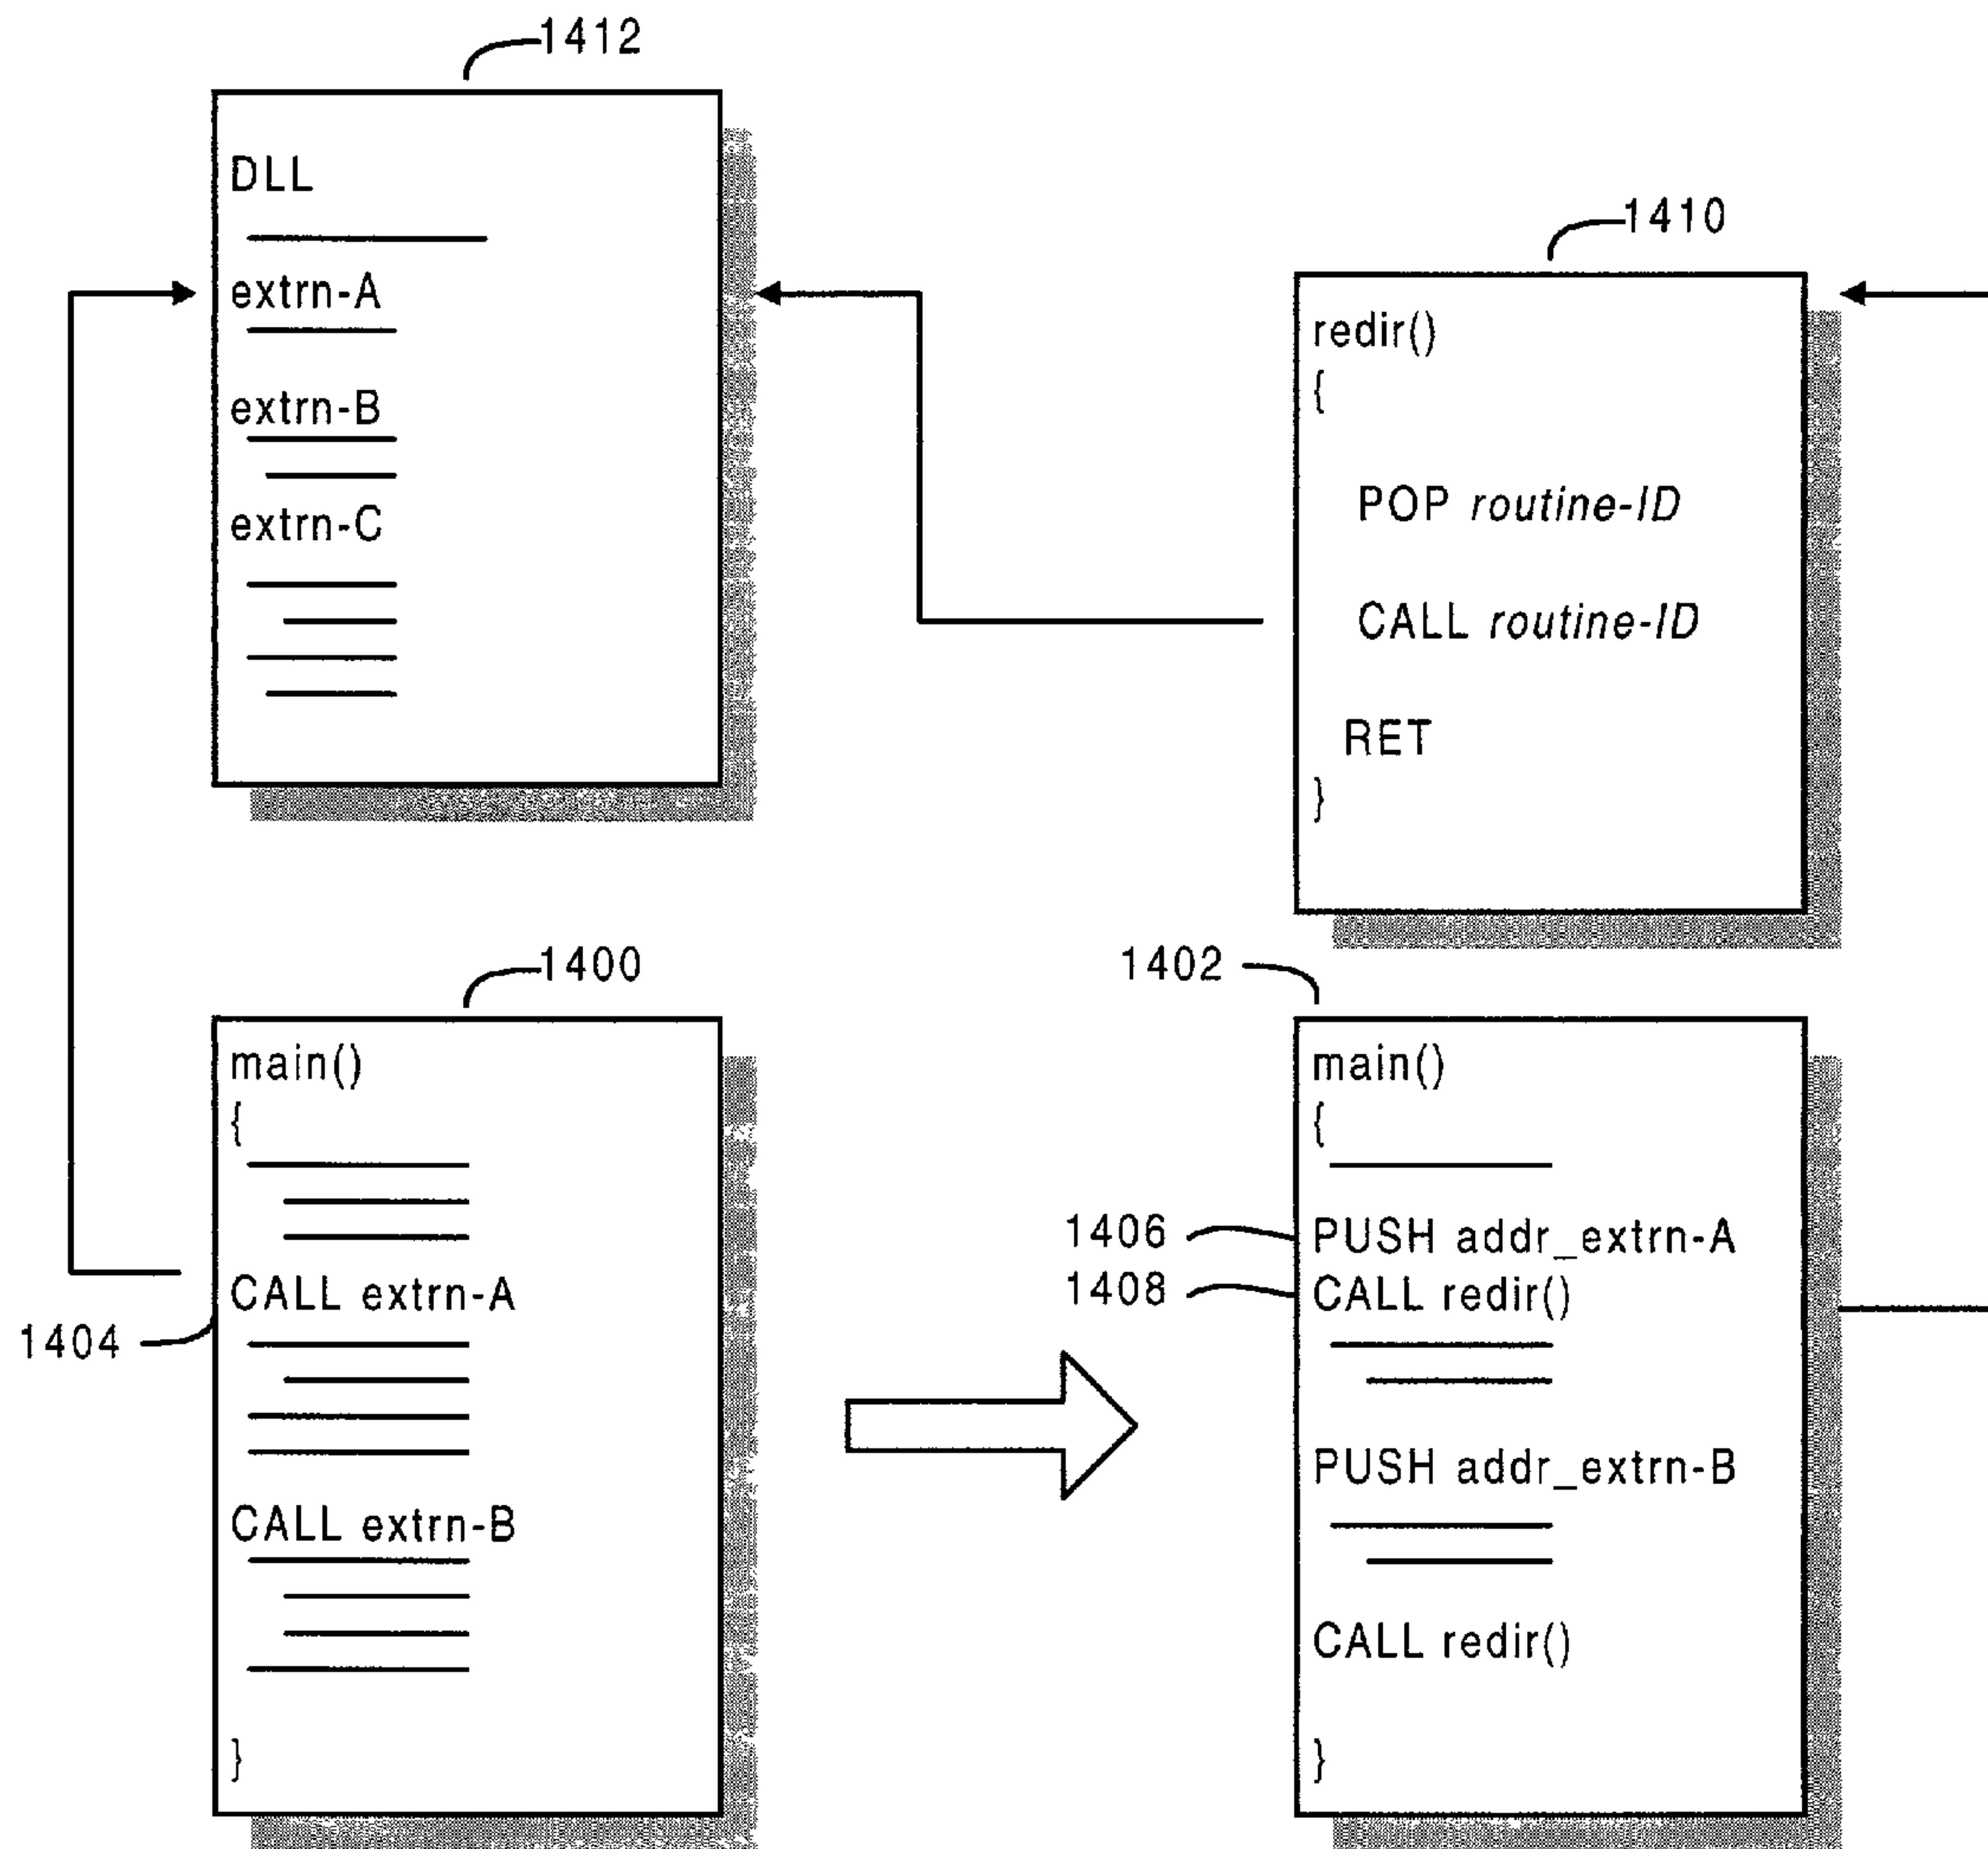 1412
DLL
extrn-A
extrn-B
extrn-C
1410
redir()
{
POP routine-ID
CALL routine-ID
RET
}
1400
main()
{
CALL extrn-A
1404
CALL extrn-B
}
1402
main()
{
1406
PUSH addr_extrn-A
1408
CALL redir()
PUSH addr_extrn-B
CALL redir()
}